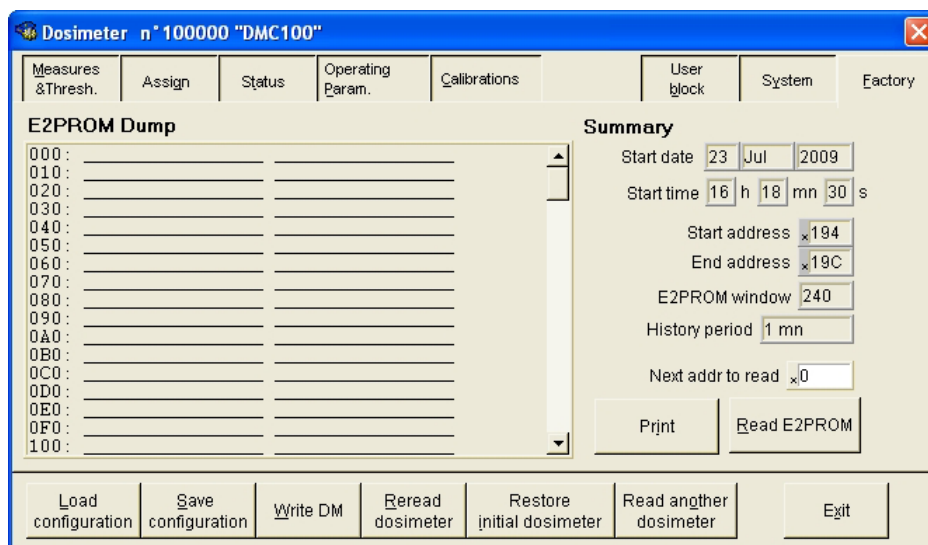 Dosimeter n°100000 "DMC100"
Measures &Thresh.
Assign
Status
Operating Param.
Calibrations
User block
System
Factory
E2PROM Dump
000:
010:
020:
030:
040:
050:
060:
070:
080:
090:
0A0:
0B0:
0C0:
0D0:
0E0:
0F0:
100:
Summary
Start date 23 Jul 2009
Start time 16 h 18 mn 30 s
Start address x194
End address x19C
E2PROM window 240
History period 1 mn
Next addr to read x0
Print
Read E2PROM
Load configuration
Save configuration
Write DM
Reread dosimeter
Restore initial dosimeter
Read another dosimeter
Exit